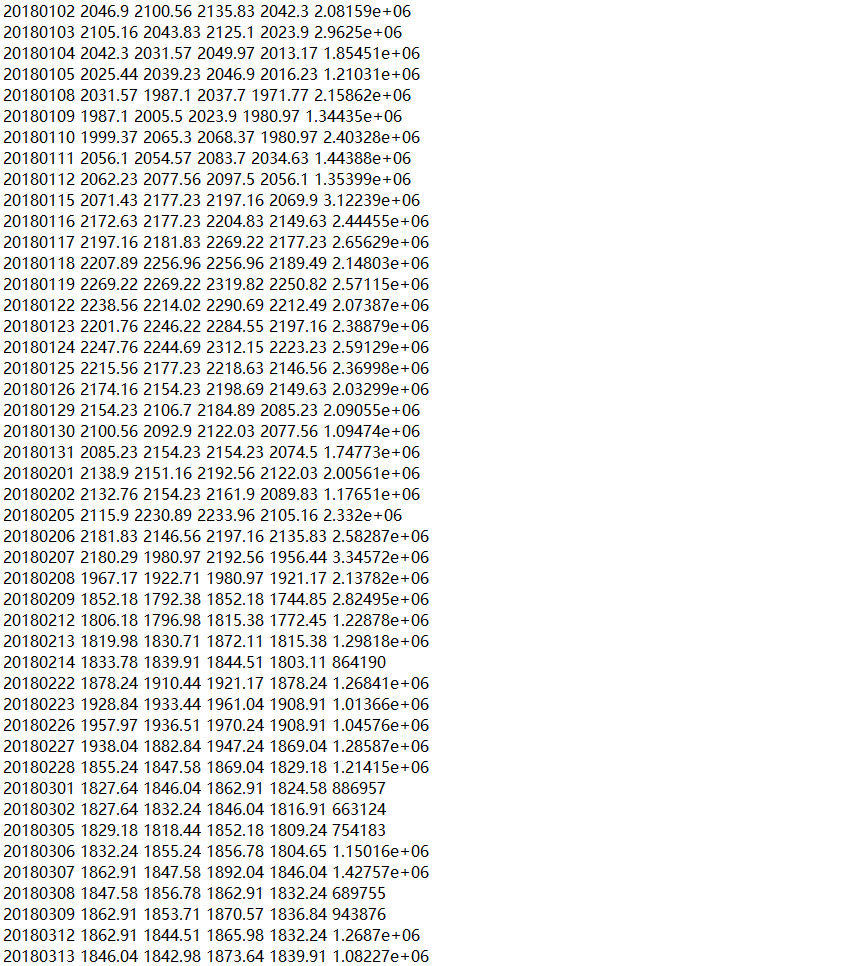 20180102 2046.9 2100.56 2135.83 2042.3 2.08159e+06
20180103 2105.16 2043.83 2125.1 2023.9 2.9625e+06
20180104 2042.3 2031.57 2049.97 2013.17 1.85451e+06
20180105 2025.44 2039.23 2046.9 2016.23 1.21031e+06
20180108 2031.57 1987.1 2037.7 1971.77 2.15862e+06
20180109 1987.1 2005.5 2023.9 1980.97 1.34435e+06
20180110 1999.37 2065.3 2068.37 1980.97 2.40328e+06
20180111 2056.1 2054.57 2083.7 2034.63 1.44388e+06
20180112 2062.23 2077.56 2097.5 2056.1 1.35399e+06
20180115 2071.43 2177.23 2197.16 2069.9 3.12239e+06
20180116 2172.63 2177.23 2204.83 2149.63 2.44455e+06
20180117 2197.16 2181.83 2269.22 2177.23 2.65629e+06
20180118 2207.89 2256.96 2256.96 2189.49 2.14803e+06
20180119 2269.22 2269.22 2319.82 2250.82 2.57115e+06
20180122 2238.56 2214.02 2290.69 2212.49 2.07387e+06
20180123 2201.76 2246.22 2284.55 2197.16 2.38879e+06
20180124 2247.76 2244.69 2312.15 2223.23 2.59129e+06
20180125 2215.56 2177.23 2218.63 2146.56 2.36998e+06
20180126 2174.16 2154.23 2198.69 2149.63 2.03299e+06
20180129 2154.23 2106.7 2184.89 2085.23 2.09055e+06
20180130 2100.56 2092.9 2122.03 2077.56 1.09474e+06
20180131 2085.23 2154.23 2154.23 2074.5 1.74773e+06
20180201 2138.9 2151.16 2192.56 2122.03 2.00561e+06
20180202 2132.76 2154.23 2161.9 2089.83 1.17651e+06
20180205 2115.9 2230.89 2233.96 2105.16 2.332e+06
20180206 2181.83 2146.56 2197.16 2135.83 2.58287e+06
20180207 2180.29 1980.97 2192.56 1956.44 3.34572e+06
20180208 1967.17 1922.71 1980.97 1921.17 2.13782e+06
20180209 1852.18 1792.38 1852.18 1744.85 2.82495e+06
20180212 1806.18 1796.98 1815.38 1772.45 1.22878e+06
20180213 1819.98 1830.71 1872.11 1815.38 1.29818e+06
20180214 1833.78 1839.91 1844.51 1803.11 864190
20180222 1878.24 1910.44 1921.17 1878.24 1.26841e+06
20180223 1928.84 1933.44 1961.04 1908.91 1.01366e+06
20180226 1957.97 1936.51 1970.24 1908.91 1.04576e+06
20180227 1938.04 1882.84 1947.24 1869.04 1.28587e+06
20180228 1855.24 1847.58 1869.04 1829.18 1.21415e+06
20180301 1827.64 1846.04 1862.91 1824.58 886957
20180302 1827.64 1832.24 1846.04 1816.91 663124
20180305 1829.18 1818.44 1852.18 1809.24 754183
20180306 1832.24 1855.24 1856.78 1804.65 1.15016e+06
20180307 1862.91 1847.58 1892.04 1846.04 1.42757e+06
20180308 1847.58 1856.78 1862.91 1832.24 689755
20180309 1862.91 1853.71 1870.57 1836.84 943876
20180312 1862.91 1844.51 1865.98 1832.24 1.2687e+06
20180313 1846.04 1842.98 1873.64 1839.91 1.08227e+06